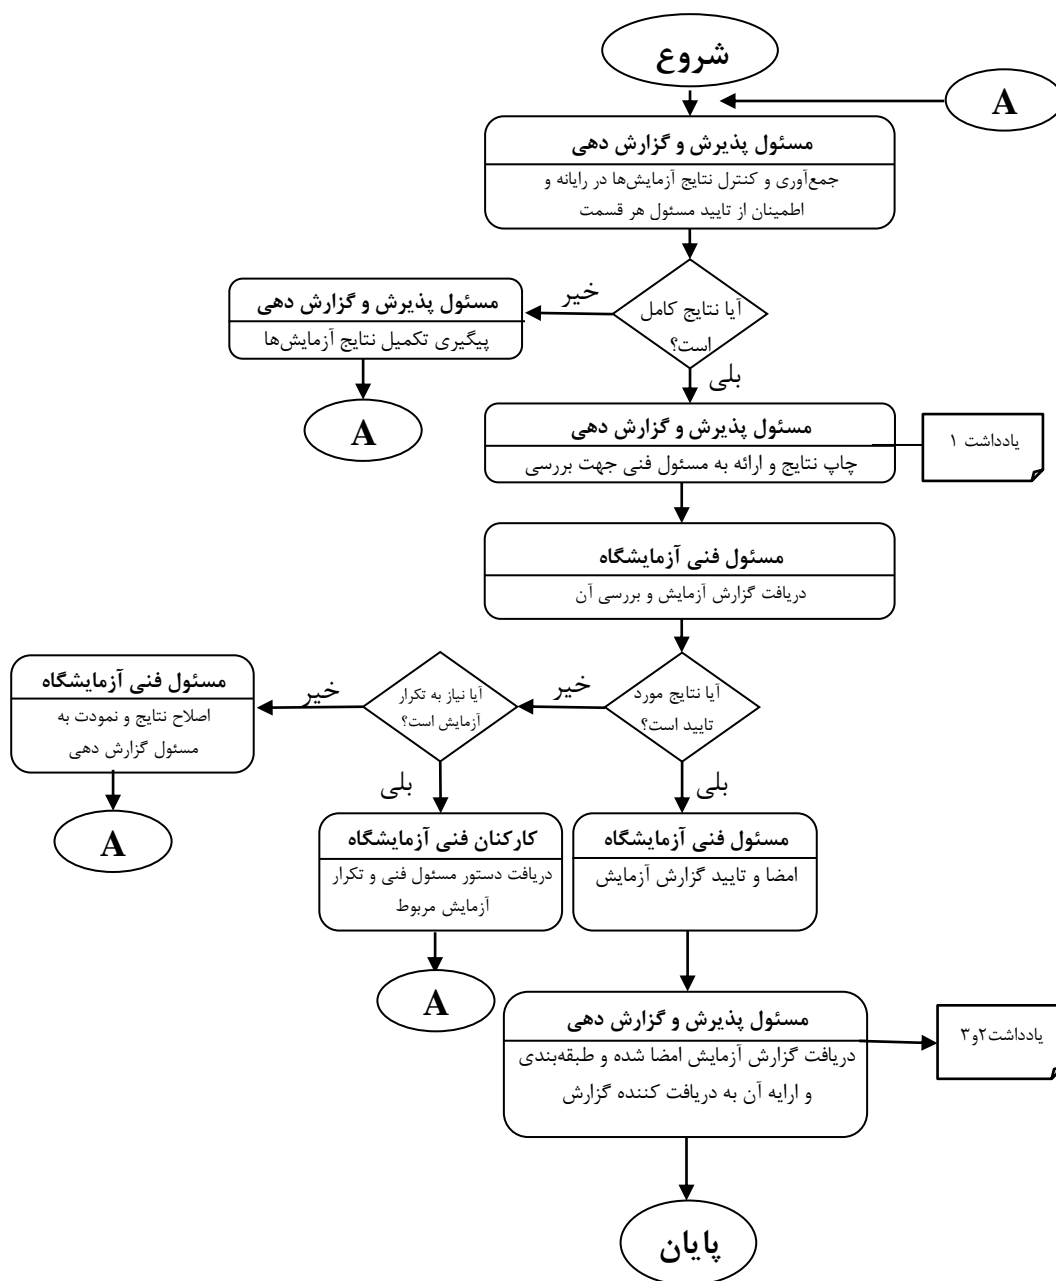 شروع
A
مسئول پذیرش و گزارش دهی
جمع‌آوری و کنترل نتایج آزمایش‌ها در رایانه و
اطمینان از تایید مسئول هر قسمت
آیا نتایج کامل
است؟
خیر
مسئول پذیرش و گزارش دهی
پیگیری تکمیل نتایج آزمایش‌ها
A
بلی
مسئول پذیرش و گزارش دهی
چاپ نتایج و ارائه به مسئول فنی جهت بررسی
یادداشت ۱
مسئول فنی آزمایشگاه
دریافت گزارش آزمایش و بررسی آن
آیا نتایج مورد
تایید است؟
خیر
آیا نیاز به تکرار
آزمایش است؟
خیر
مسئول فنی آزمایشگاه
اصلاح نتایج و نمودت به
مسئول گزارش دهی
A
بلی
مسئول فنی آزمایشگاه
امضا و تایید گزارش آزمایش
بلی
کارکنان فنی آزمایشگاه
دریافت دستور مسئول فنی و تکرار
آزمایش مربوط
A
مسئول پذیرش و گزارش دهی
دریافت گزارش آزمایش امضا شده و طبقه‌بندی
و ارایه آن به دریافت کننده گزارش
یادداشت۲و۳
پایان